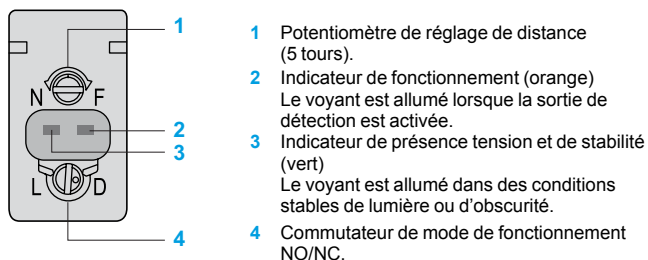 1
N F
2
3
L D
4
1 Potentiomètre de réglage de distance
(5 tours).
2 Indicateur de fonctionnement (orange)
Le voyant est allumé lorsque la sortie de
détection est activée.
3 Indicateur de présence tension et de stabilité
(vert)
Le voyant est allumé dans des conditions
stables de lumière ou d’obscurité.
4 Commutateur de mode de fonctionnement
NO/NC.